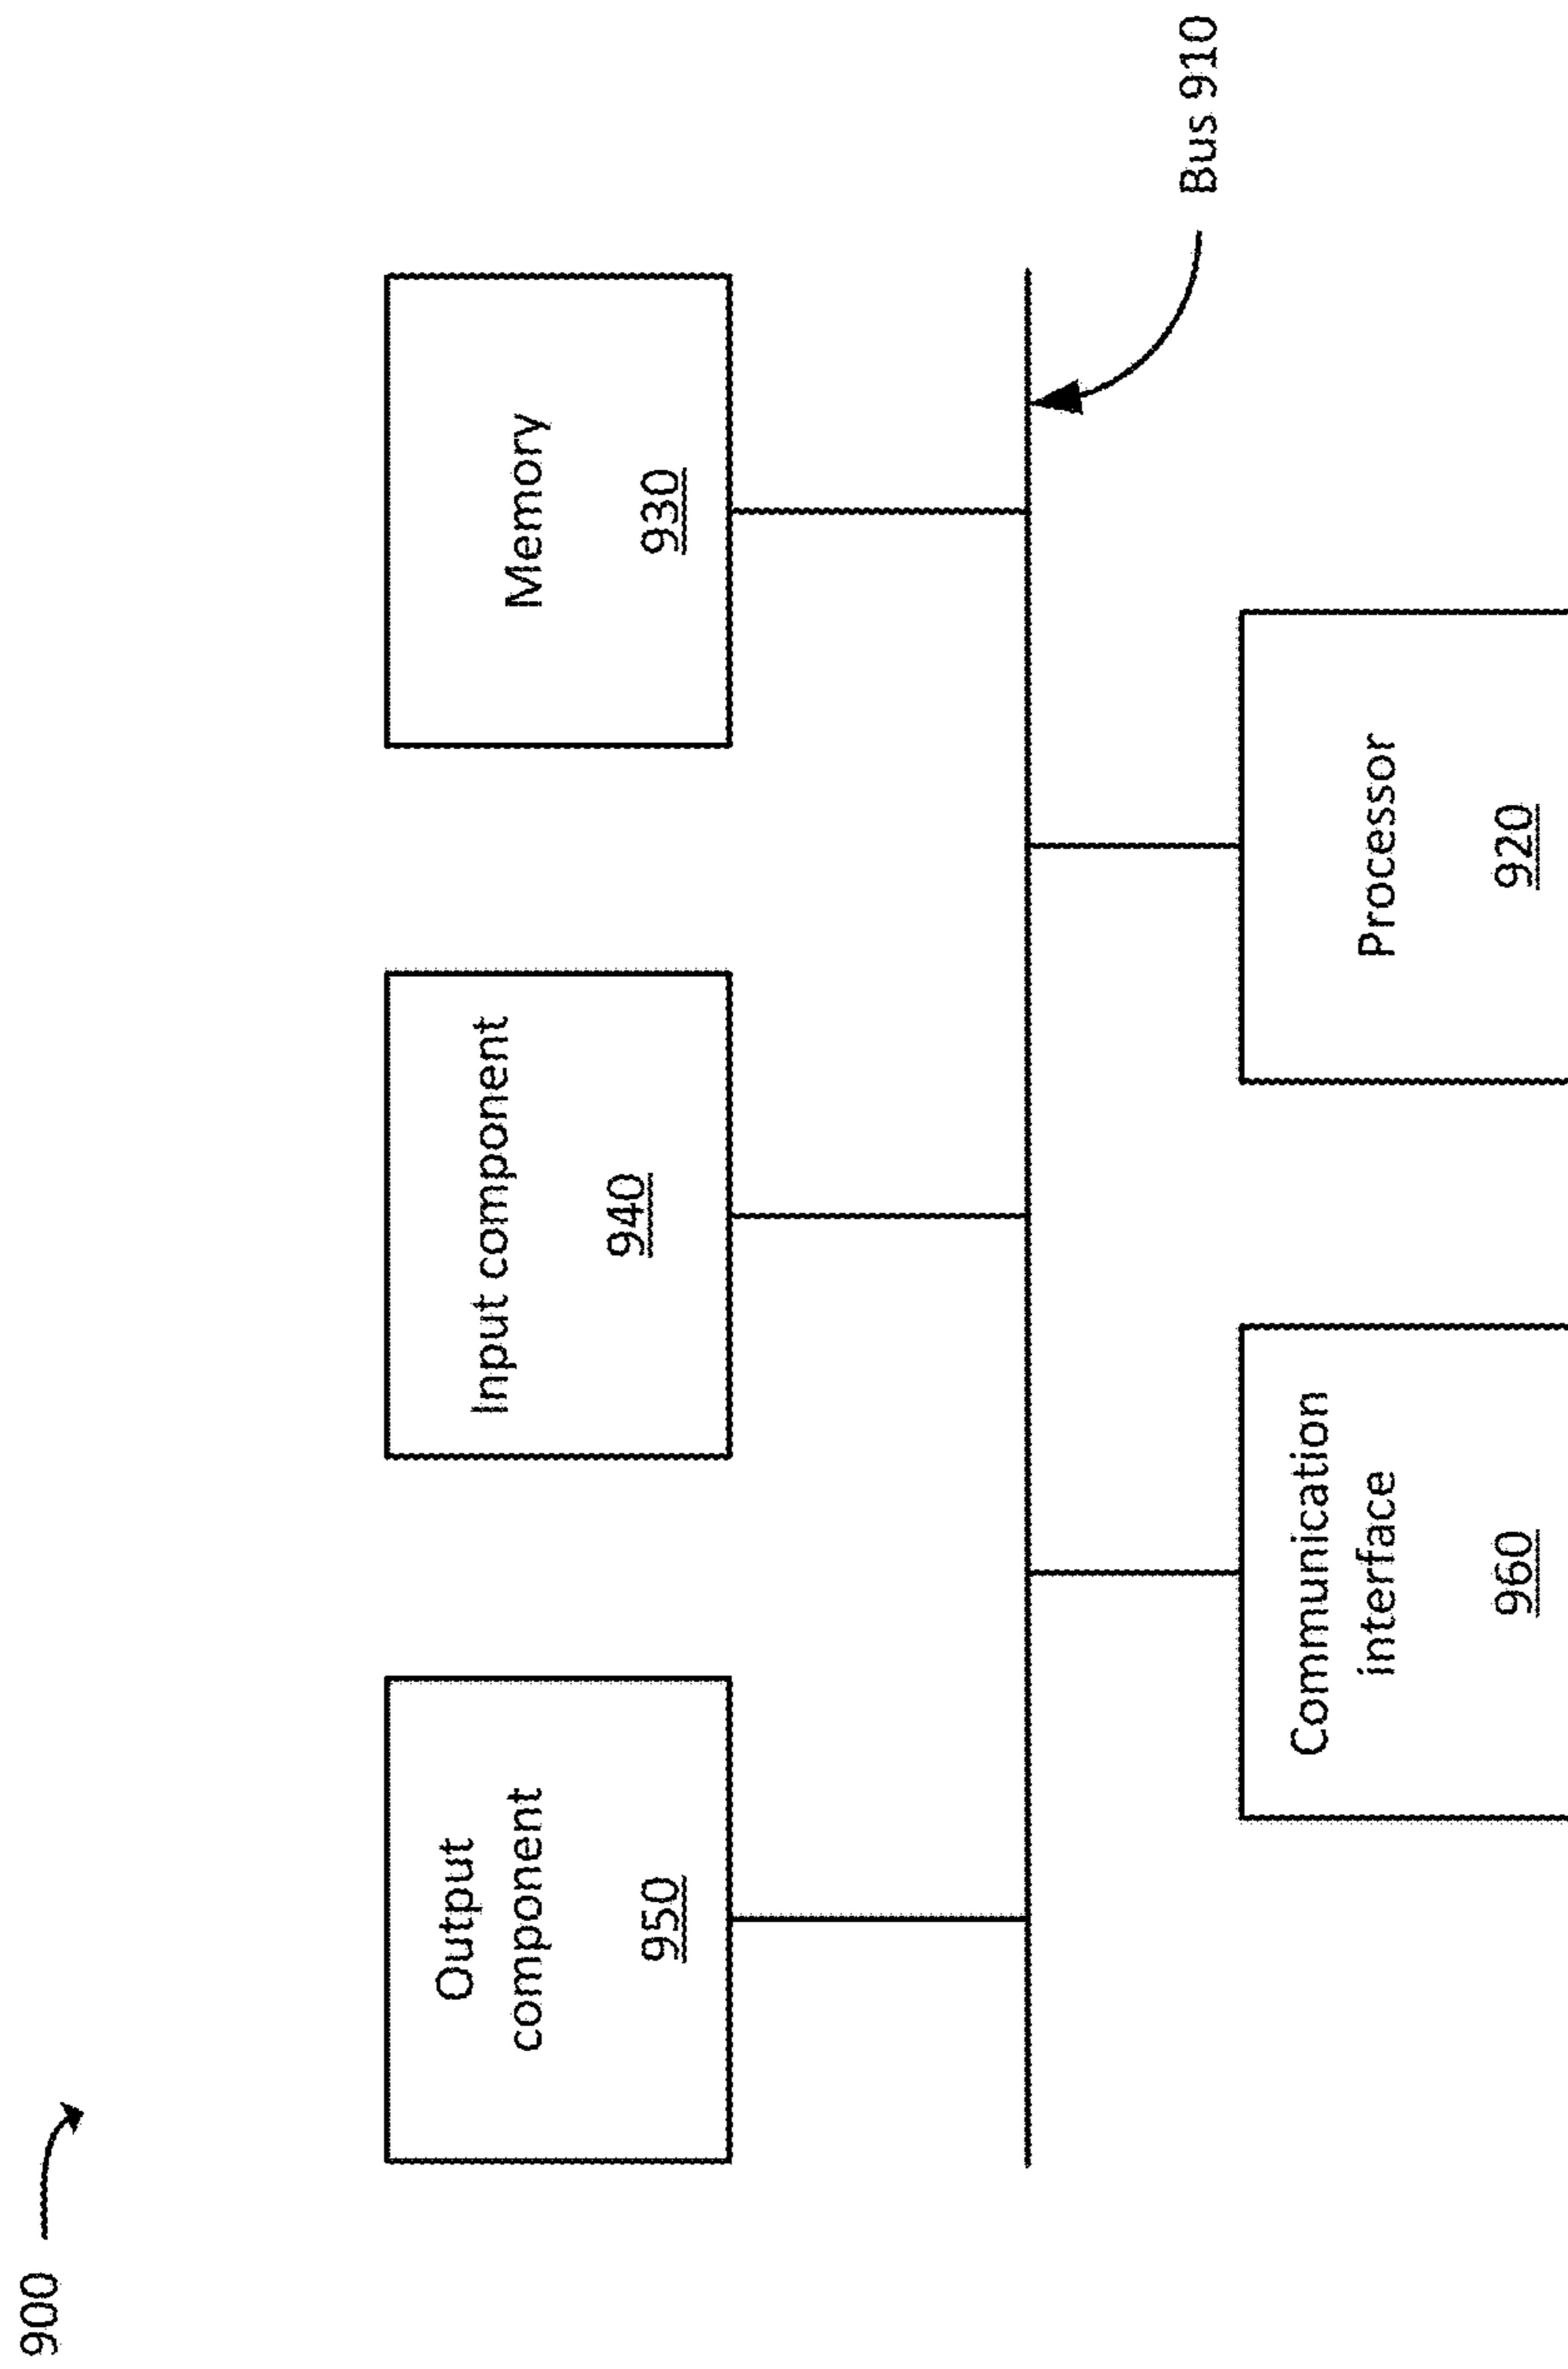 900
Output
component
950
Input component
940
Memory
930
Bus 910
Communication
interface
960
Processor
920